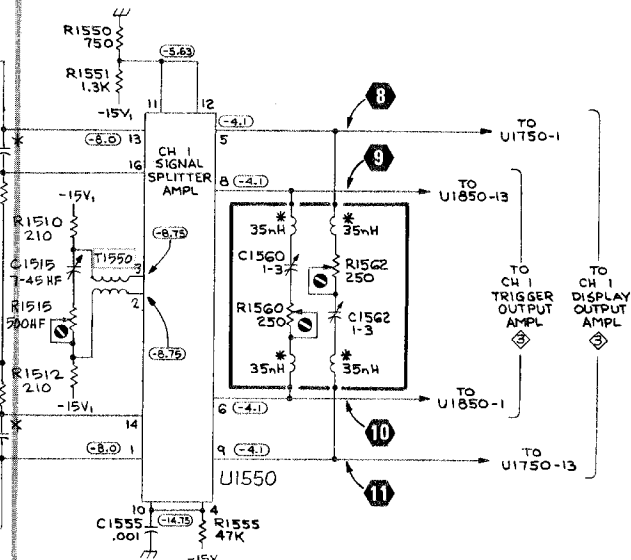 R1550
750
-5.63
R1551
1.3K
-15V1
11
12
-4.1
8
-8.0
13
5
TO
U1750-1
CH 1
SIGNAL
SPLITTER
AMPL
16
9
8
-4.1
TO
U1850-13
-15V1
R1510
210
T1550
-8.75
3
2
R1515
-8.75
R1512
210
-15V1
*
35nH
*
35nH
C1560
1-3
R1562
250
R1560
250
C1562
1-3
*
35nH
*
35nH
TO
CH 1
TRIGGER
OUTPUT
AMPL
3
TO
CH 1
DISPLAY
OUTPUT
AMPL
3
14
6
-4.1
TO
U1850-1
10
-8.0
1
9
-4.1
TO
U1750-13
U1550
11
10
-14.75
4
C1555
.001
R1555
47K
-15V